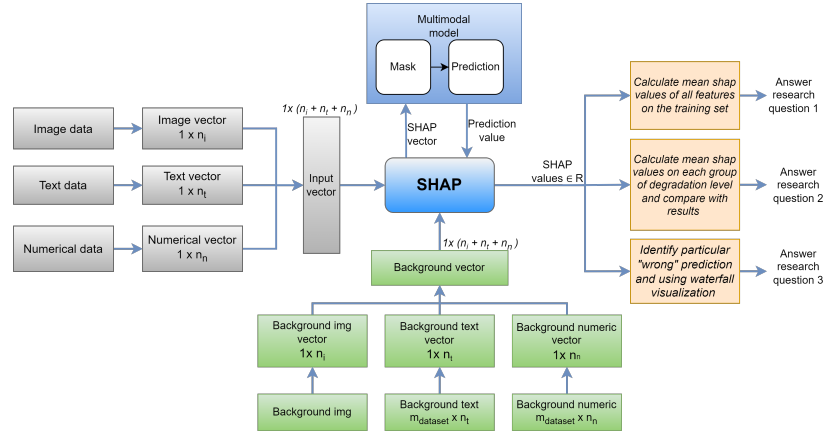 Multimodal
model
Mask
Prediction
SHAP
vector
Prediction
value
Image data
Image vector
1 x nᵢ
Text data
Text vector
1 x nₜ
Numerical data
Numerical vector
1 x nₙ
1x (nᵢ + nₜ + nₙ )
Input
vector
SHAP
SHAP
values ∈ R
Calculate mean shap
values of all features
on the training set
Answer
research
question 1
Calculate mean shap
values on each group
of degradation level
and compare with
results
Answer
research
question 2
Identify particular
"wrong" prediction
and using waterfall
visualization
Answer
research
question 3
1x (nᵢ + nₜ + nₙ )
Background vector
Background img
vector
1x nᵢ
Background text
vector
1x nₜ
Background numeric
vector
1x nₙ
Background img
Background text
m_dataset x nₜ
Background numeric
m_dataset x nₙ